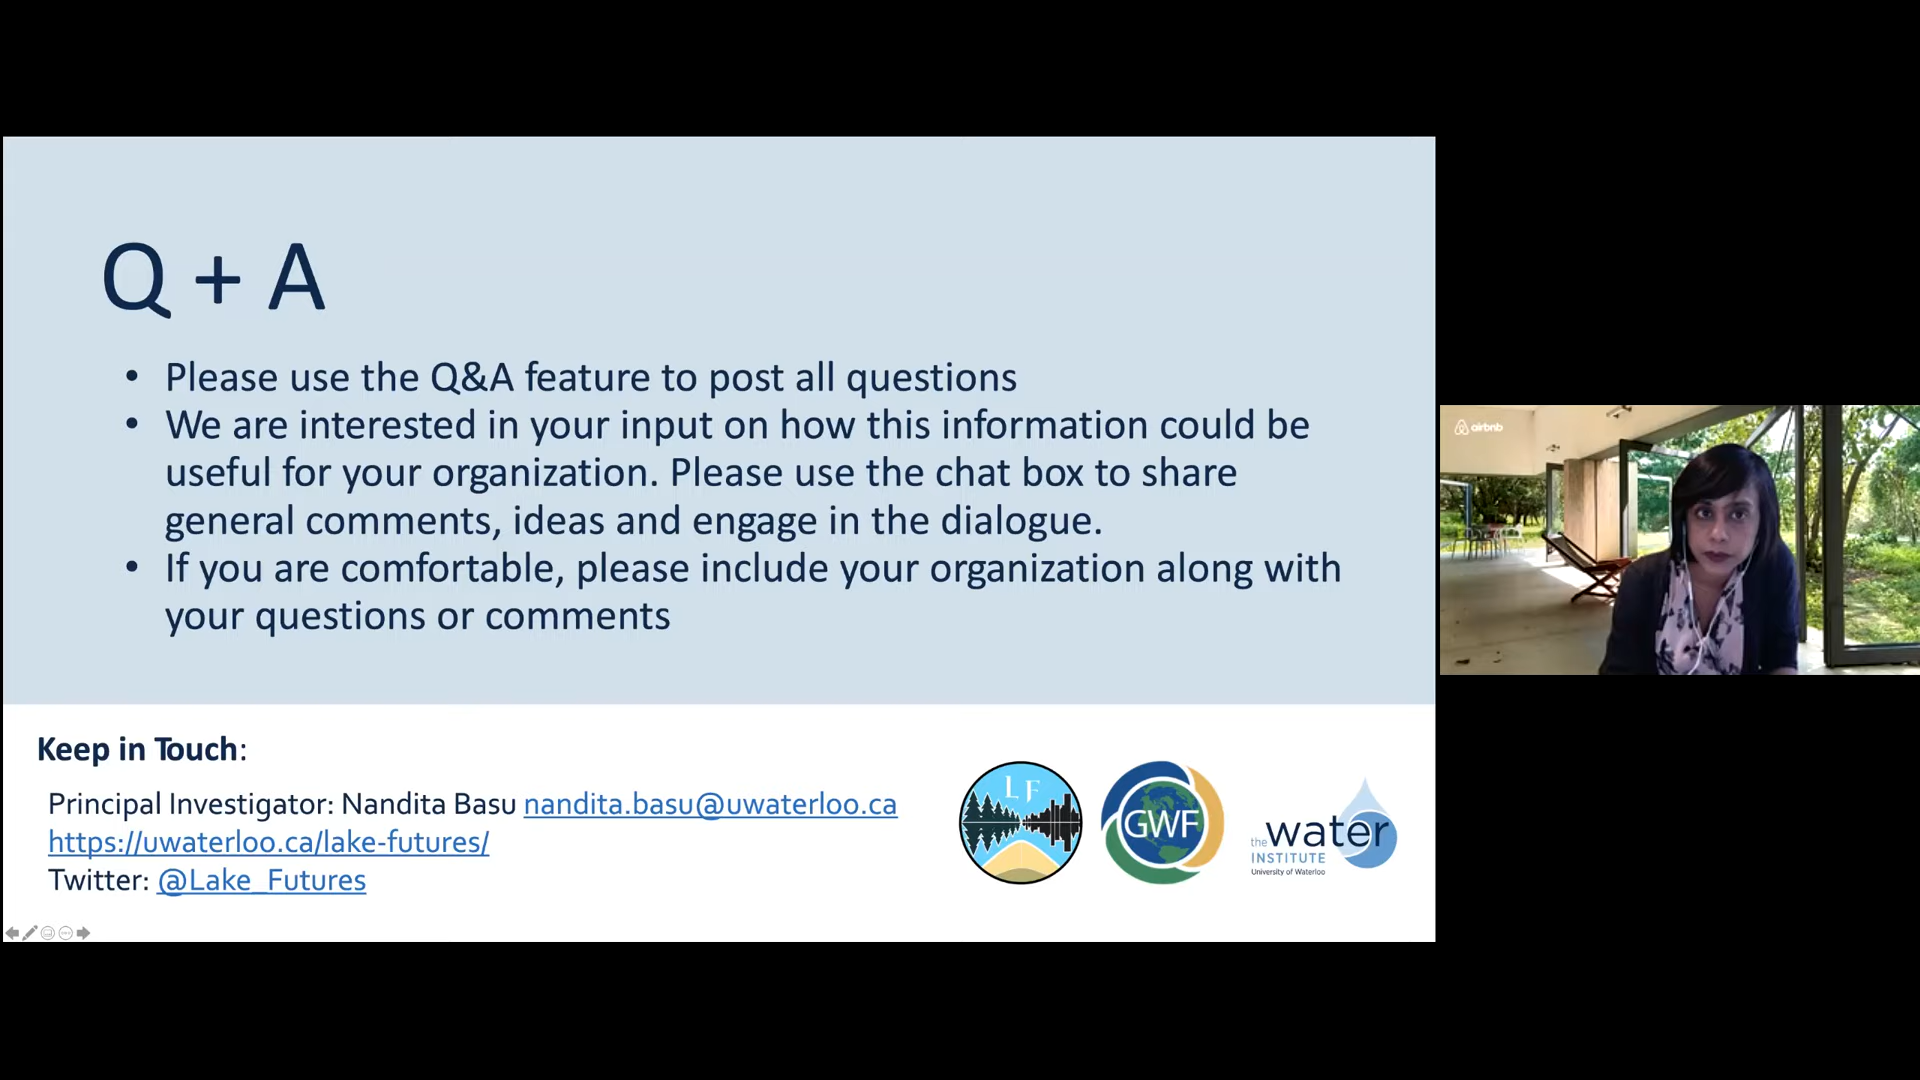 Q + A
• Please use the Q&A feature to post all questions
• We are interested in your input on how this information could be
useful for your organization. Please use the chat box to share
general comments, ideas and engage in the dialogue.
• If you are comfortable, please include your organization along with
your questions or comments
airbnb
Keep in Touch:
Principal Investigator: Nandita Basu nandita.basu@uwaterloo.ca
https://uwaterloo.ca/lake-futures/
Twitter: @Lake_Futures
L F
GWF
the water
INSTITUTE
University of Waterloo